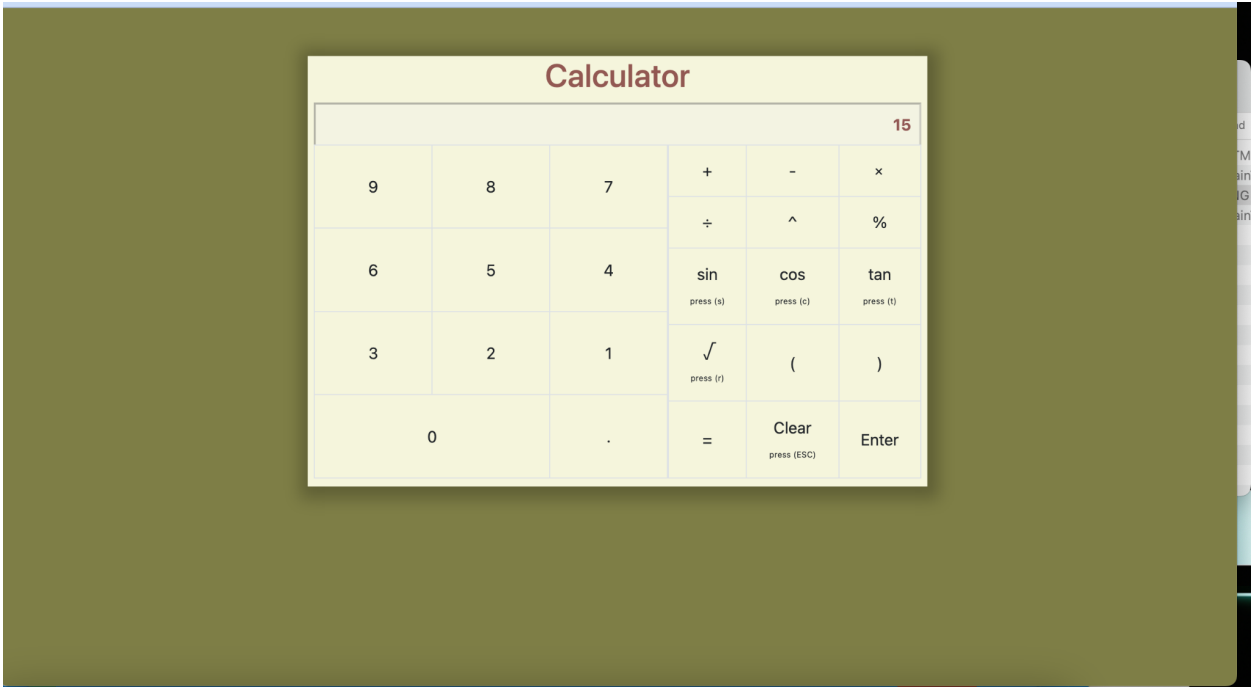 Calculator
15
9 8 7 + - ×
÷ ^ %
6 5 4 sin cos tan
press (s) press (c) press (t)
3 2 1 √ ( )
press (r)
0 . = Clear Enter
press (ESC)